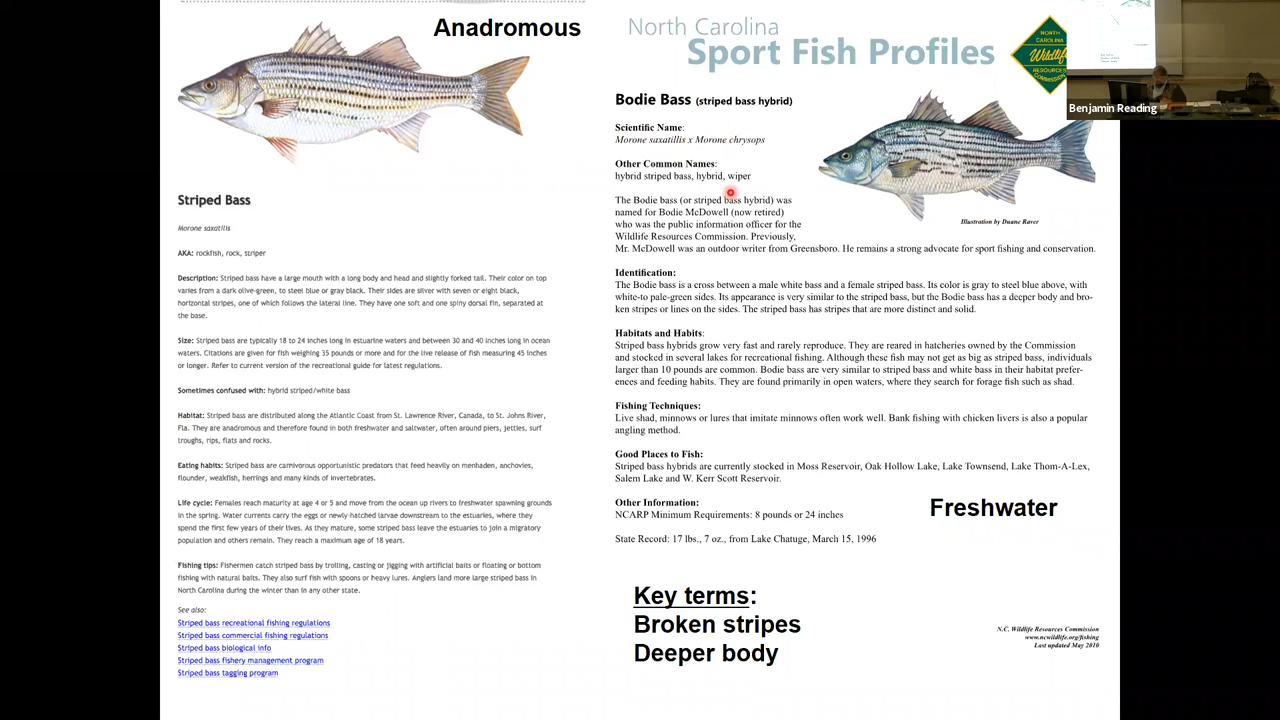 Anadromous
Striped Bass
Morone saxatilis
AKA: rockfish, rock, striper
Description: Striped bass have a large mouth with a long body and head and slightly forked tail. Their color on top
varies from a dark olive-green, to steel blue or gray black. Their sides are silver with seven or eight black,
horizontal stripes, one of which follows the lateral line. They have one soft and one spiny dorsal fin, separated at
the base.
Size: Striped bass are typically 18 to 24 inches long in estuarine waters and between 30 and 40 inches long in ocean
waters. Citations are given for fish weighing 35 pounds or more and for the live release of fish measuring 45 inches
or longer. Refer to current version of the recreational guide for latest regulations.
Sometimes confused with: hybrid striped/white bass
Habitat: Striped bass are distributed along the Atlantic Coast from St. Lawrence River, Canada, to St. Johns River,
Fla. They are anadromous and therefore found in both freshwater and saltwater, often around piers, jetties, surf
troughs, rips, flats and rocks.
Eating habits: Striped bass are carnivorous opportunistic predators that feed heavily on menhaden, anchovies,
flounder, weakfish, herrings and many kinds of invertebrates.
Life cycle: Females reach maturity at age 4 or 5 and move from the ocean up rivers to freshwater spawning grounds
in the spring. Water currents carry the eggs or newly-hatched larvae downstream to the estuaries, where they
spend the first few years of their lives. As they mature, some striped bass leave the estuaries to join a migratory
population and others remain. They reach a maximum age of 18 years.
Fishing tips: Fishermen catch striped bass by trolling, casting or jigging with artificial baits or floating or bottom
fishing with natural baits. They also surf fish with spoons or heavy lures. Anglers land more large striped bass in
North Carolina during the winter than in any other state.
See also:
Striped bass recreational fishing regulations
Striped bass commercial fishing regulations
Striped bass biological info
Striped bass fishery management program
Striped bass tagging program
North Carolina
Sport Fish Profiles
NORTH
CAROLINA
Wildlife
RESOURCES
COMMISSION
Benjamin Reading
Bodie Bass (striped bass hybrid)
Scientific Name:
Morone saxatillis x Morone chrysops
Other Common Names:
hybrid striped bass, hybrid, wiper
The Bodie bass (or striped bass hybrid) was
named for Bodie McDowell (now retired)
who was the public information officer for the
Wildlife Resources Commission. Previously,
Mr. McDowell was an outdoor writer from Greensboro. He remains a strong advocate for sport fishing and conservation.
Illustration by Duane Raver
Identification:
The Bodie bass is a cross between a male white bass and a female striped bass. Its color is gray to steel blue above, with
white-to pale-green sides. Its appearance is very similar to the striped bass, but the Bodie bass has a deeper body and bro-
ken stripes or lines on the sides. The striped bass has stripes that are more distinct and solid.
Habitats and Habits:
Striped bass hybrids grow very fast and rarely reproduce. They are reared in hatcheries owned by the Commission
and stocked in several lakes for recreational fishing. Although these fish may not get as big as striped bass, individuals
larger than 10 pounds are common. Bodie bass are very similar to striped bass and white bass in their habitat prefer-
ences and feeding habits. They are found primarily in open waters, where they search for forage fish such as shad.
Fishing Techniques:
Live shad, minnows or lures that imitate minnows often work well. Bank fishing with chicken livers is also a popular
angling method.
Good Places to Fish:
Striped bass hybrids are currently stocked in Moss Reservoir, Oak Hollow Lake, Lake Townsend, Lake Thom-A-Lex,
Salem Lake and W. Kerr Scott Reservoir.
Other Information:
NCARP Minimum Requirements: 8 pounds or 24 inches
State Record: 17 lbs., 7 oz., from Lake Chatuge, March 15, 1996
Freshwater
Key terms:
Broken stripes
Deeper body
N.C. Wildlife Resources Commission
www.ncwildlife.org/fishing
Last updated May 2010